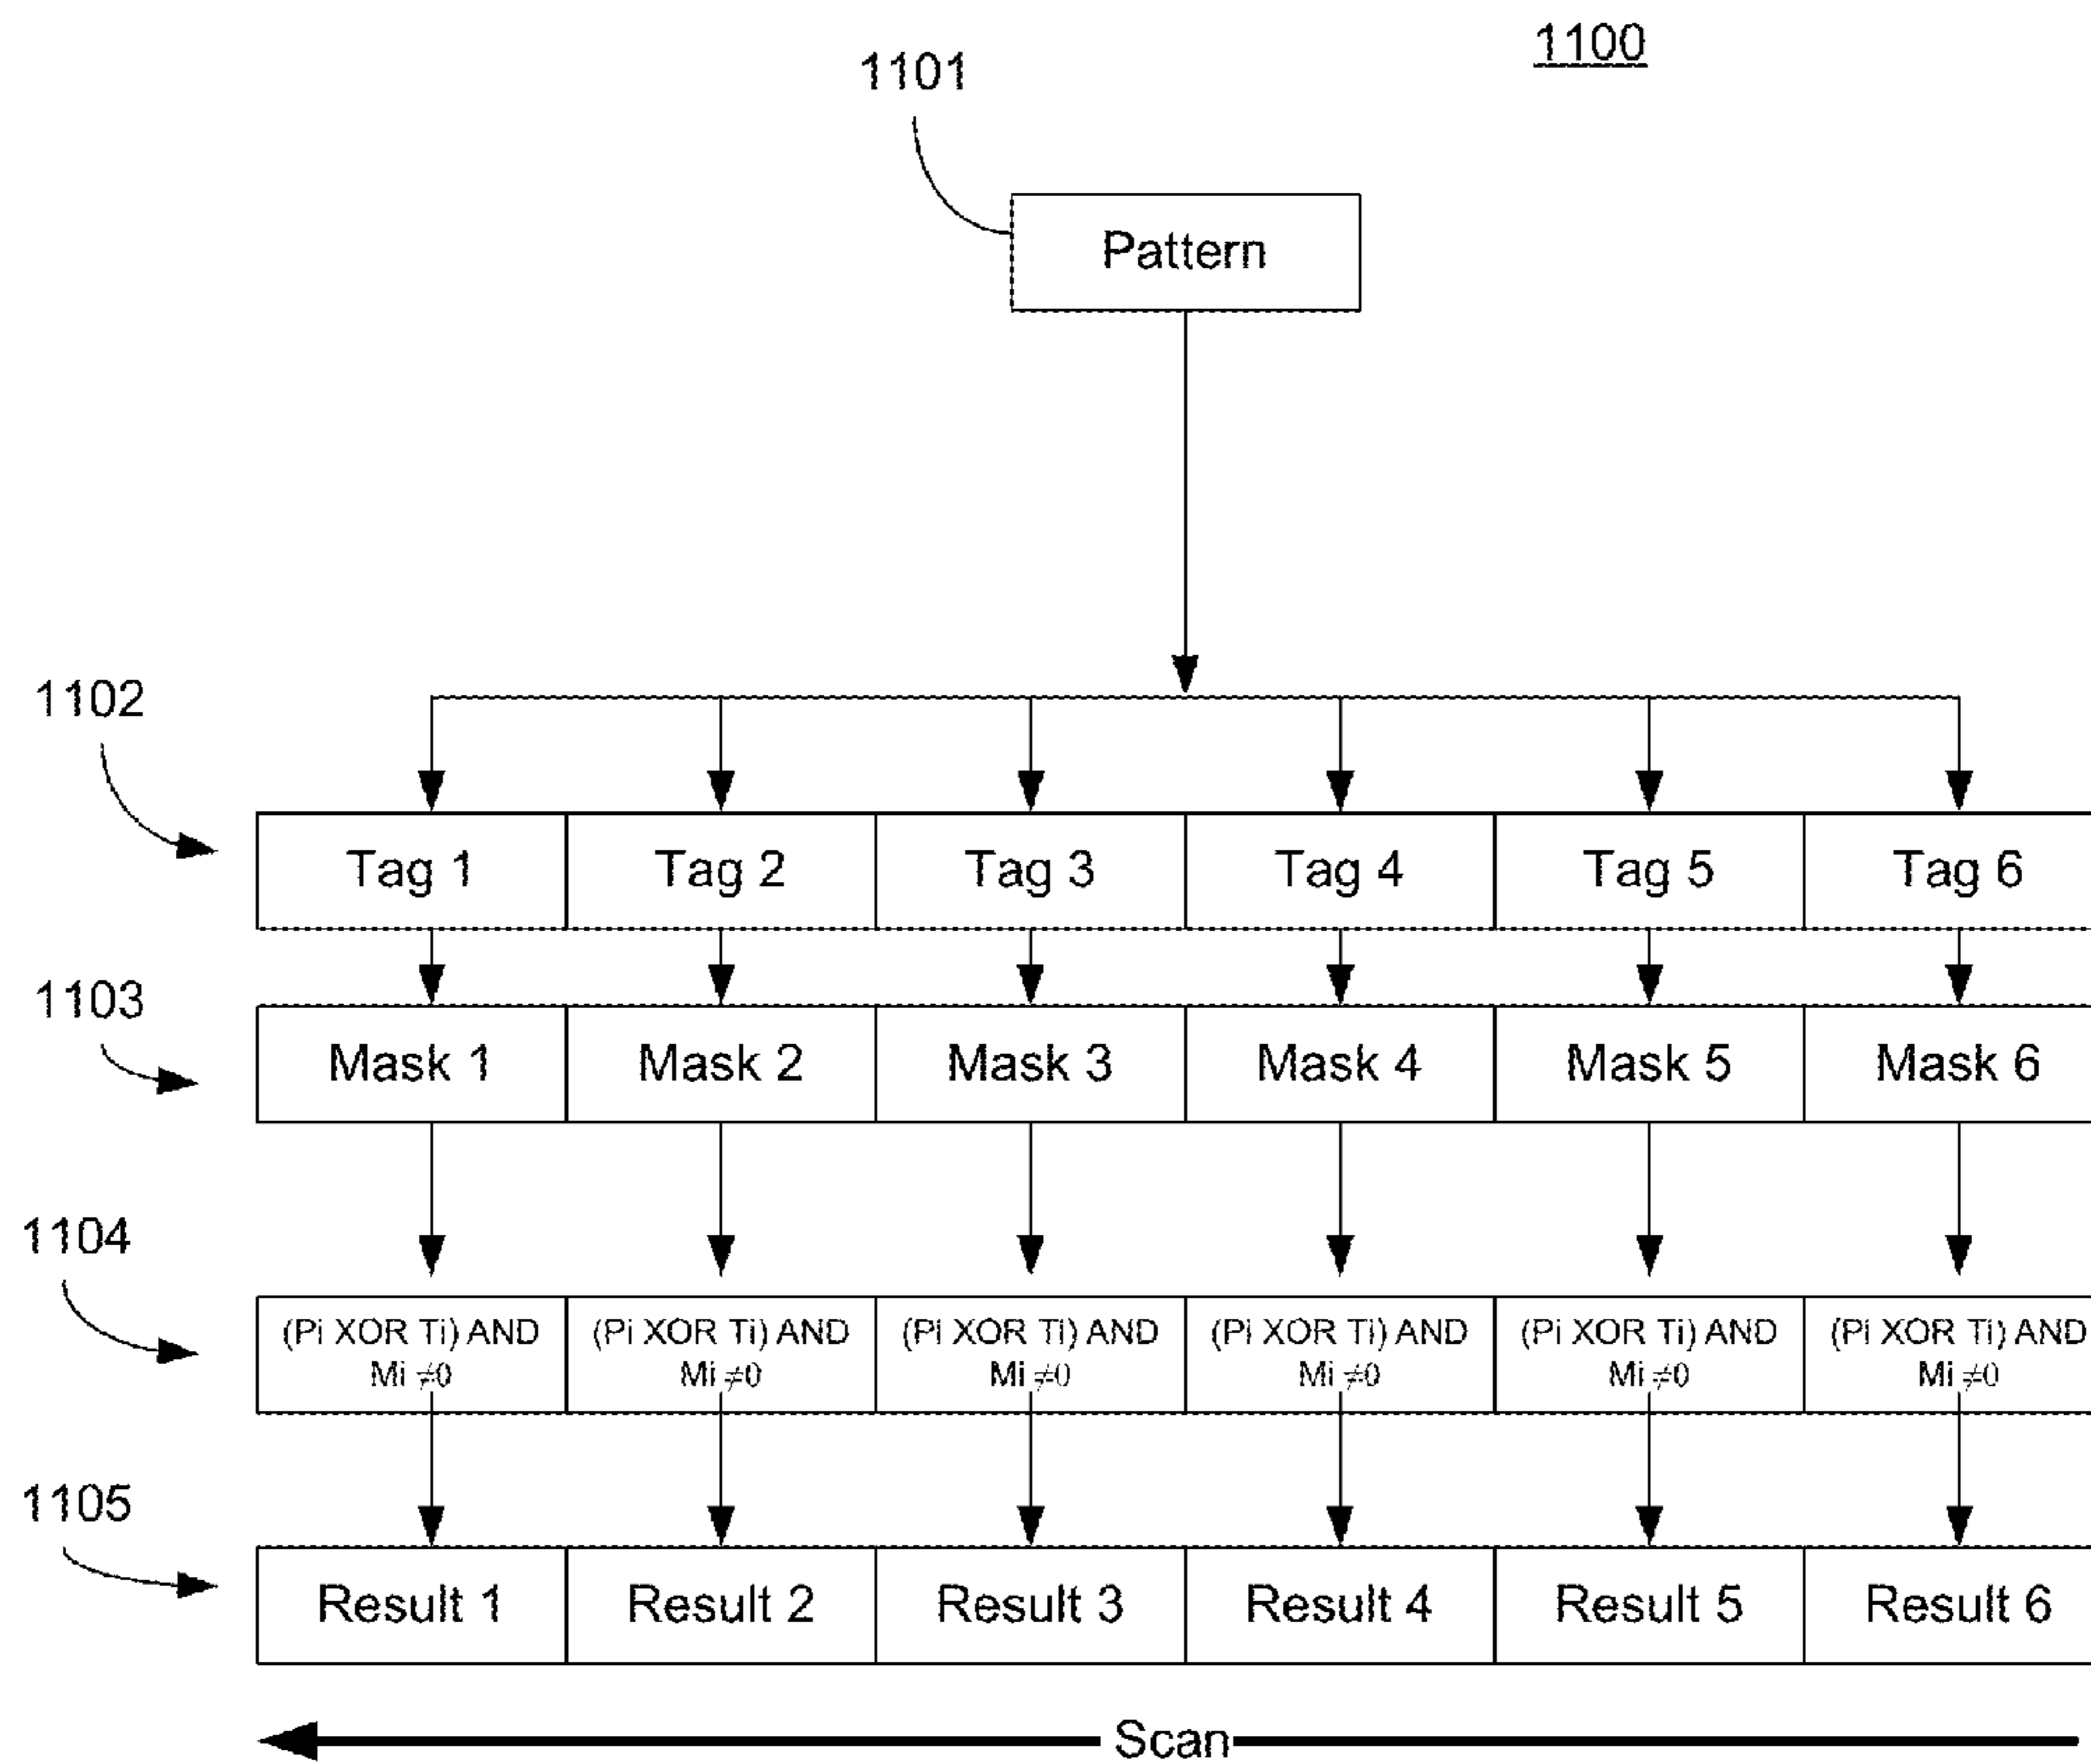 1100
1101
Pattern
1102
Tag 1 Tag 2 Tag 3 Tag 4 Tag 5 Tag 6
1103
Mask 1 Mask 2 Mask 3 Mask 4 Mask 5 Mask 6
1104
(Pi XOR Ti) AND (Pi XOR Ti) AND (Pi XOR Ti) AND (Pi XOR Ti) AND (Pi XOR Ti) AND (Pi XOR Ti) AND
Mi ≠0 Mi ≠0 Mi ≠0 Mi ≠0 Mi ≠0 Mi ≠0
1105
Result 1 Result 2 Result 3 Result 4 Result 5 Result 6
Scan